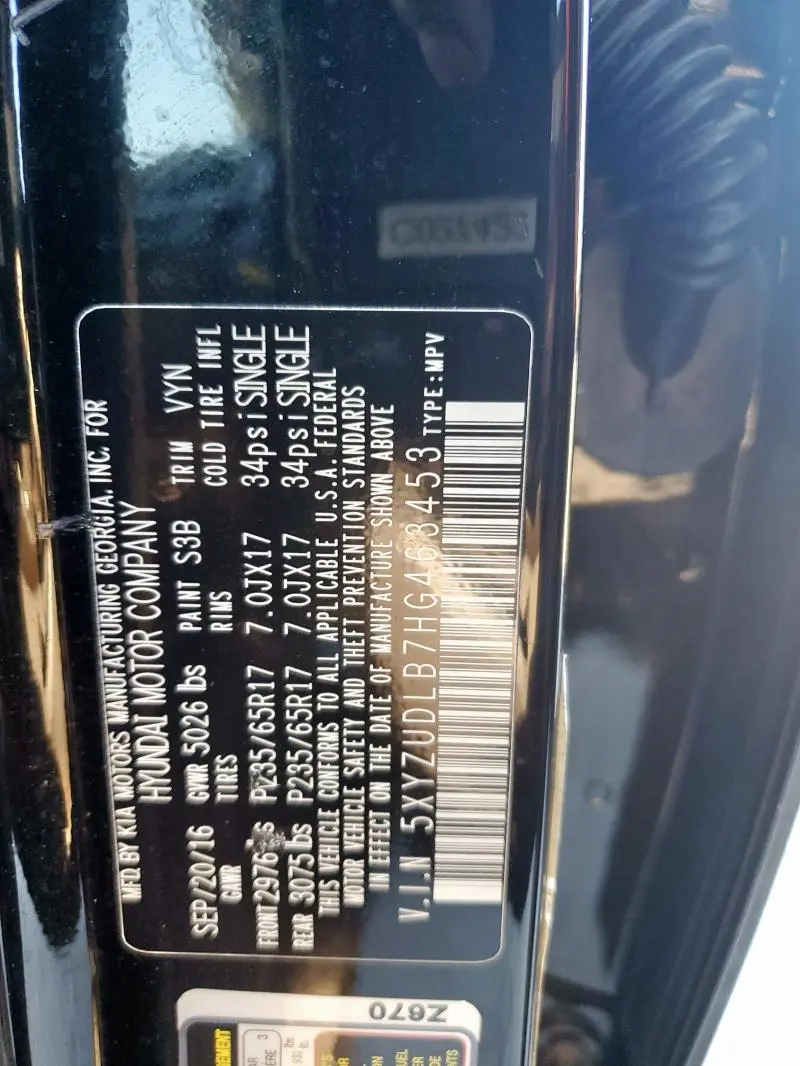 MFD. BY KIA MOTORS MANUFACTURING GEORGIA, INC. FOR
HYUNDAI MOTOR COMPANY
SEP/20/16 GVWR 5026 lbs PAINT S3B TRIM VYN
GAWR TIRES RIMS COLD TIRE INFL
FRONT 2976 P235/65R17 7.0JX17 34psi SINGLE
REAR 3075 lbs P235/65R17 7.0JX17 34psi SINGLE
THIS VEHICLE CONFORMS TO ALL APPLICABLE U.S.A. FEDERAL
MOTOR VEHICLE SAFETY AND THEFT PREVENTION STANDARDS
IN EFFECT ON THE DATE OF MANUFACTURE SHOWN ABOVE
V.I.N 5XYZUDLB7HG463453 TYPE:MPV
Z670
3